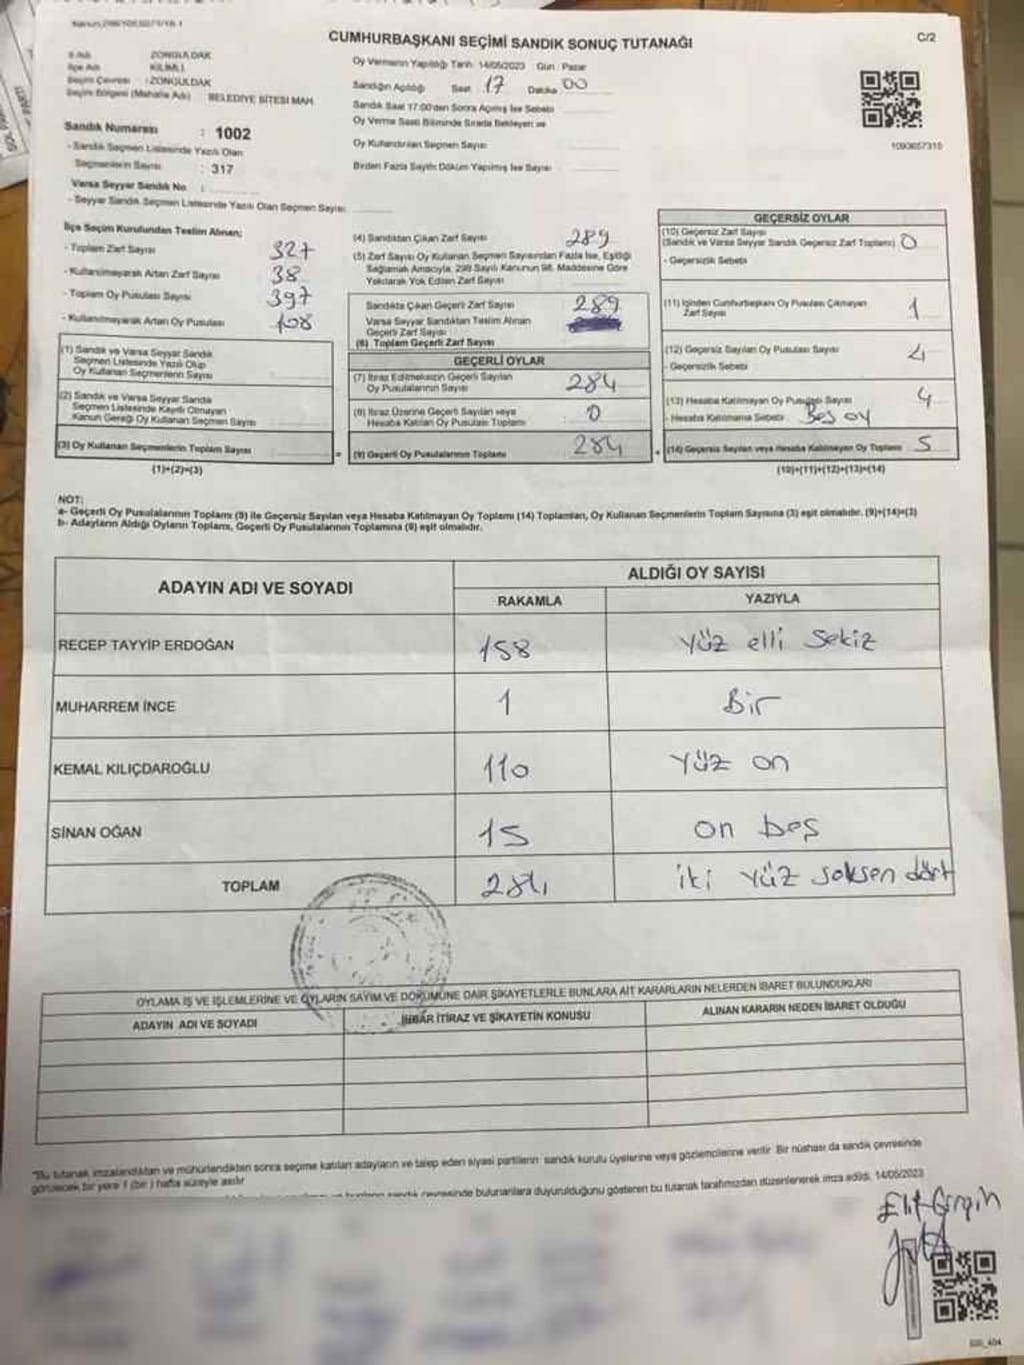 CUMHURBAŞKANI SEÇİMİ SANDIK SONUÇ TUTANAĞI
C/2
İl Adı ZONGULDAK
İlçe Adı KİLİMLİ
Seçim Çevresi : ZONGULDAK
Seçim Bölgesi (Mahalle Adı) BELEDİYE SİTESİ MAH.
Sandık Numarası : 1002
- Sandık Seçmen Listesinde Yazılı Olan
Seçmenlerin Sayısı : 317
Varsa Seyyar Sandık No :
- Seyyar Sandık Seçmen Listesinde Yazılı Olan Seçmen Sayısı
Oy Vermenin Yapıldığı Tarih 14/05/2023 Gün Pazar
Sandığın Açılışı Saat 17 Dakika 00
Sandık Saat 17:00'den Sonra Açılmış İse Sebebi
Oy Verme Saati Bitiminde Sırada Bekleyen ve
Oy Kullandırılan Seçmen Sayısı
Birden Fazla Sayım Döküm Yapılmış İse Sayısı
1093657315
İlçe Seçim Kurulundan Teslim Alınan;
- Toplam Zarf Sayısı 327
- Kullanılmayarak Artan Zarf Sayısı 38
- Toplam Oy Pusulası Sayısı 397
- Kullanılmayarak Artan Oy Pusulası 108
(1) Sandık ve Varsa Seyyar Sandık
Seçmen Listesinde Yazılı Olup
Oy Kullanan Seçmenlerin Sayısı
(2) Sandık ve Varsa Seyyar Sandık
Seçmen Listesinde Kayıtlı Olmayan
Kanun Gereği Oy Kullanan Seçmen Sayısı
(3) Oy Kullanan Seçmenlerin Toplam Sayısı
(1)+(2)=(3)
(4) Sandıktan Çıkan Zarf Sayısı 289
(5) Zarf Sayısı Oy Kullanan Seçmen Sayısından Fazla İse, Eşitliği
Sağlamak Amacıyla, 298 Sayılı Kanunun 98. Maddesine Göre
Yakılarak Yok Edilen Zarf Sayısı
Sandıkta Çıkan Geçerli Zarf Sayısı 289
Varsa Seyyar Sandıktan Teslim Alınan
Geçerli Zarf Sayısı
(6) Toplam Geçerli Zarf Sayısı
GEÇERLİ OYLAR
(7) İtiraz Edilmeksizin Geçerli Sayılan
Oy Pusulalarının Sayısı 284
(8) İtiraz Üzerine Geçerli Sayılan veya
Hesaba Katılan Oy Pusulası Toplamı 0
(9) Geçerli Oy Pusulalarının Toplamı 284
GEÇERSİZ OYLAR
(10) Geçersiz Zarf Sayısı
(Sandık ve Varsa Seyyar Sandık Geçersiz Zarf Toplamı) 0
- Geçersizlik Sebebi
(11) İçinden Cumhurbaşkanı Oy Pusulası Çıkmayan
Zarf Sayısı 1
(12) Geçersiz Sayılan Oy Pusulası Sayısı 4
- Geçersizlik Sebebi
(13) Hesaba Katılmayan Oy Pusulası Sayısı 4
- Hesaba Katılmama Sebebi Beş oy
(14) Geçersiz Sayılan veya Hesaba Katılmayan Oy Toplamı 5
(10)+(11)+(12)+(13)=(14)
NOT:
a- Geçerli Oy Pusulalarının Toplamı (9) ile Geçersiz Sayılan veya Hesaba Katılmayan Oy Toplamı (14) Toplamları, Oy Kullanan Seçmenlerin Toplam Sayısına (3) eşit olmalıdır. (9)+(14)=(3)
b- Adayların Aldığı Oyların Toplamı, Geçerli Oy Pusulalarının Toplamına (9) eşit olmalıdır.
ADAYIN ADI VE SOYADI
ALDIĞI OY SAYISI
RAKAMLA YAZIYLA
RECEP TAYYİP ERDOĞAN 158 yüz elli sekiz
MUHARREM İNCE 1 Bir
KEMAL KILIÇDAROĞLU 110 yüz on
SİNAN OĞAN 15 on beş
TOPLAM 284 iki yüz seksen dört
OYLAMA İŞ VE İŞLEMLERİNE VE OYLARIN SAYIM VE DÖKÜMÜNE DAİR ŞİKAYETLERLE BUNLARA AİT KARARLARIN NELERDEN İBARET BULUNDUKLARI
ADAYIN ADI VE SOYADI
İHBAR İTİRAZ VE ŞİKAYETİN KONUSU
ALINAN KARARIN NEDEN İBARET OLDUĞU
"Bu tutanak imzalandıktan ve mühürlendikten sonra seçime katılan adayların ve talep eden siyasi partilerin sandık kurulu üyelerine veya gözlemcilerine verilir. Bir nüshası da sandık çevresinde
görülecek bir yere 1 (bir) hafta süreyle asılır
sandık çevresinde bulunanlara duyurulduğunu gösteren bu tutanak tarafımızdan düzenlenerek imza edildi. 14/05/2023